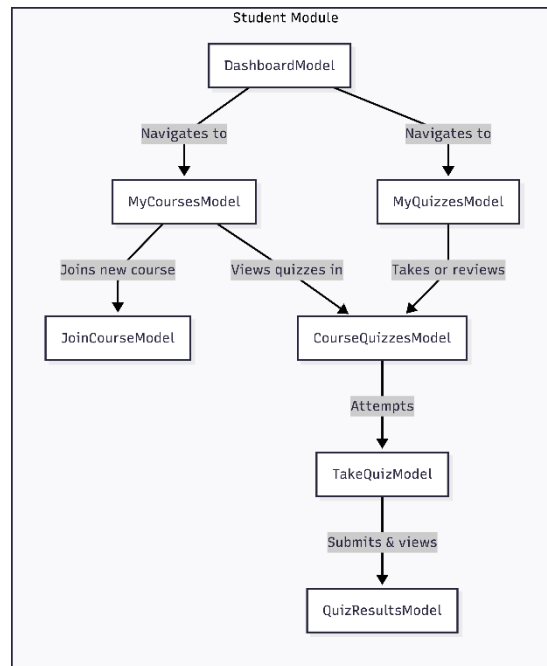 Student Module
DashboardModel
Navigates to
Navigates to
MyCoursesModel
MyQuizzesModel
Joins new course
Views quizzes in
Takes or reviews
JoinCourseModel
CourseQuizzesModel
Attempts
TakeQuizModel
Submits & views
QuizResultsModel